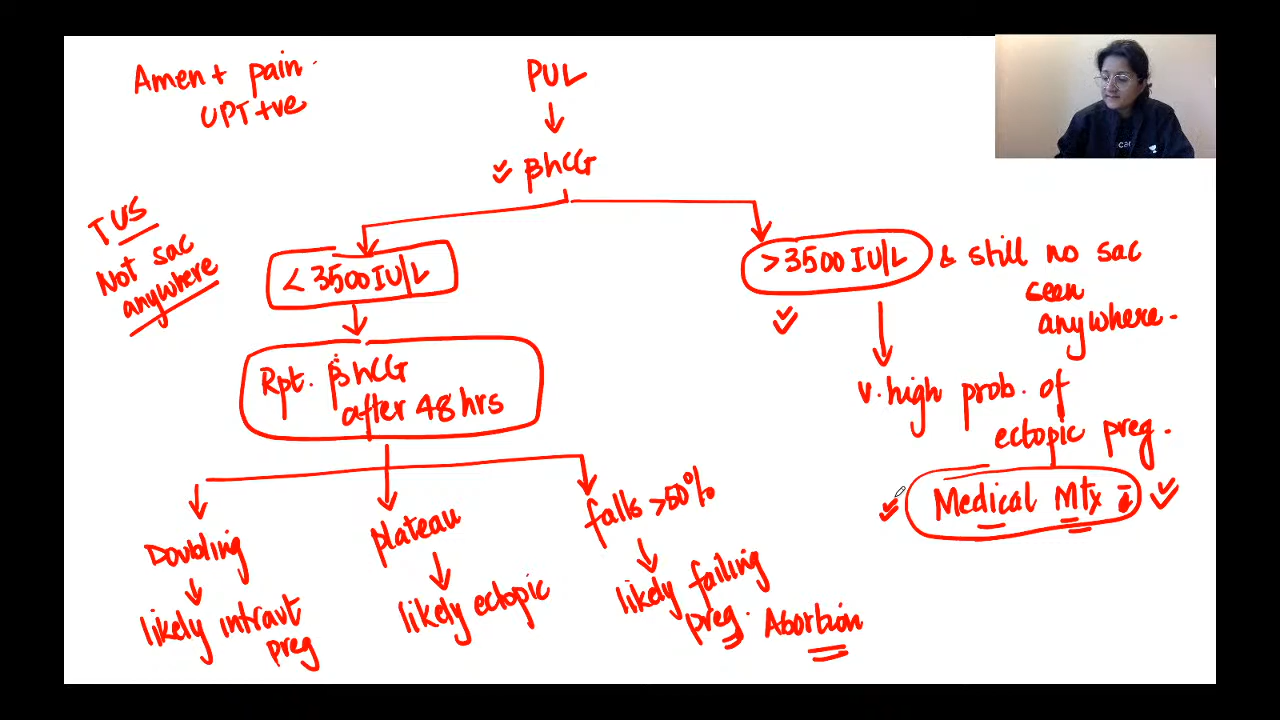 Amen + pain.
UPT +ve
PUL
βhCG
TUS
Not sac
anywhere
< 3500 IU/L
> 3500 IU/L & still no sac
seen
anywhere.
Rpt. βhCG
after 48 hrs
v. high prob. of
ectopic preg.
Medical Mtx
Doubling
likely intraut
preg
plateau
likely ectopic
falls >50%
likely failing
preg. Abortion
car